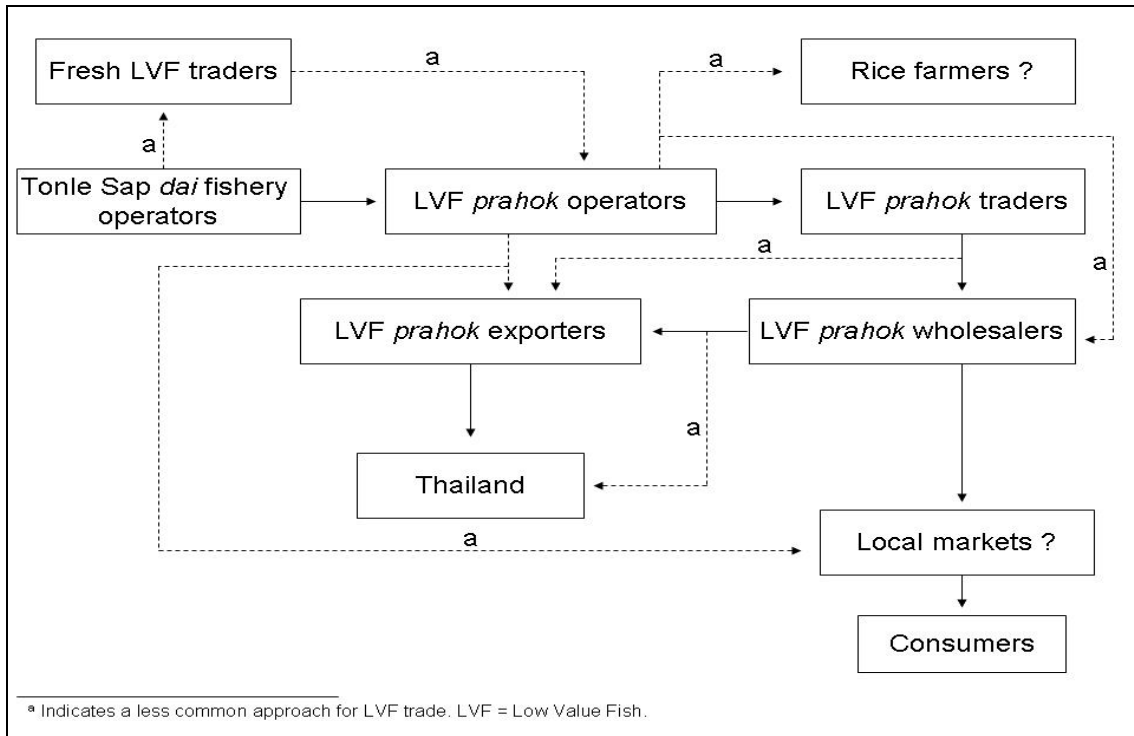 Fresh LVF traders
a
a
Rice farmers ?
a
Tonle Sap dai fishery
operators
LVF prahok operators
LVF prahok traders
a
a
LVF prahok exporters
LVF prahok wholesalers
a
Thailand
a
Local markets ?
Consumers
a Indicates a less common approach for LVF trade. LVF = Low Value Fish.